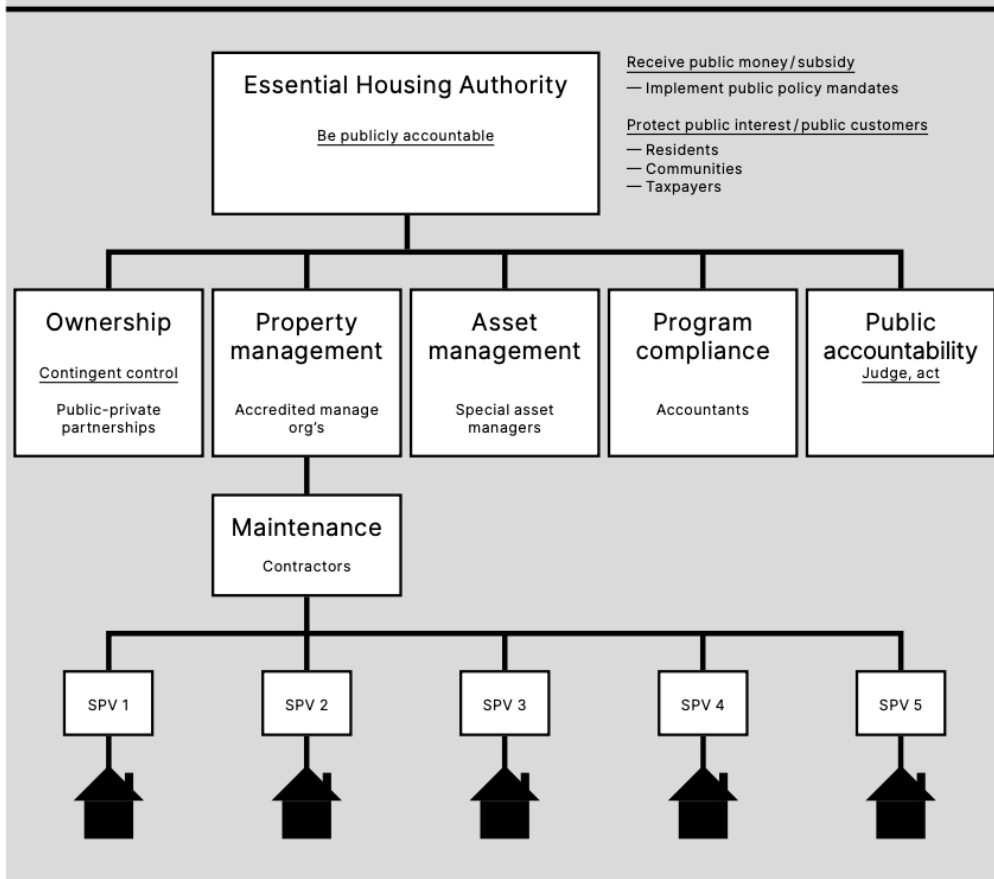 Essential Housing Authority
Be publicly accountable
Receive public money/subsidy
— Implement public policy mandates
Protect public interest/public customers
— Residents
— Communities
— Taxpayers
Ownership
Contingent control
Public-private
partnerships
Property
management
Accredited manage
org's
Asset
management
Special asset
managers
Program
compliance
Accountants
Public
accountability
Judge, act
Maintenance
Contractors
SPV 1
SPV 2
SPV 3
SPV 4
SPV 5